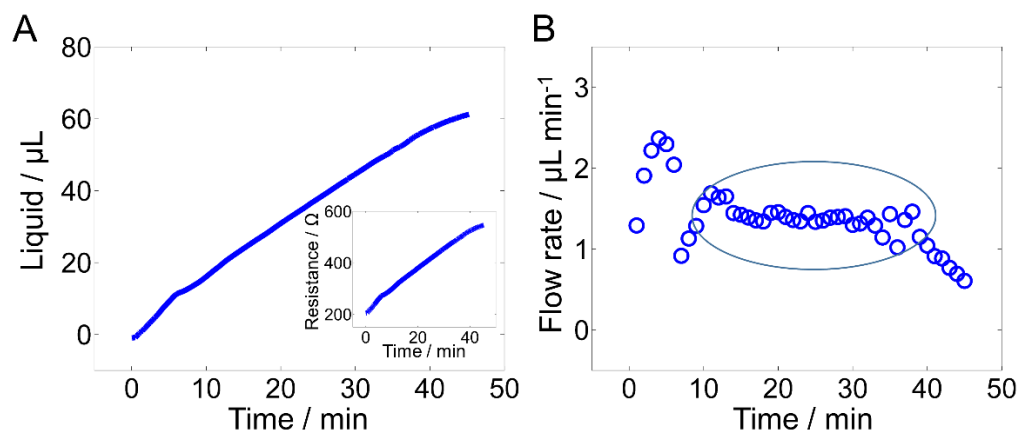 A
Liquid / µL
80
60
40
20
0
0 10 20 30 40 50
Time / min
Resistance / Ω
600
400
200
0 20 40
Time / min
B
Flow rate / µL min⁻¹
3
2
1
0
0 10 20 30 40 50
Time / min